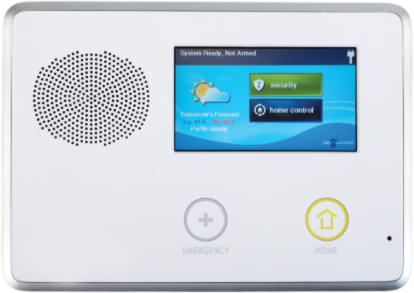 System Ready, Not Armed
security
home control
Tomorrow's Forecast
Partly cloudy
EMERGENCY
HOME